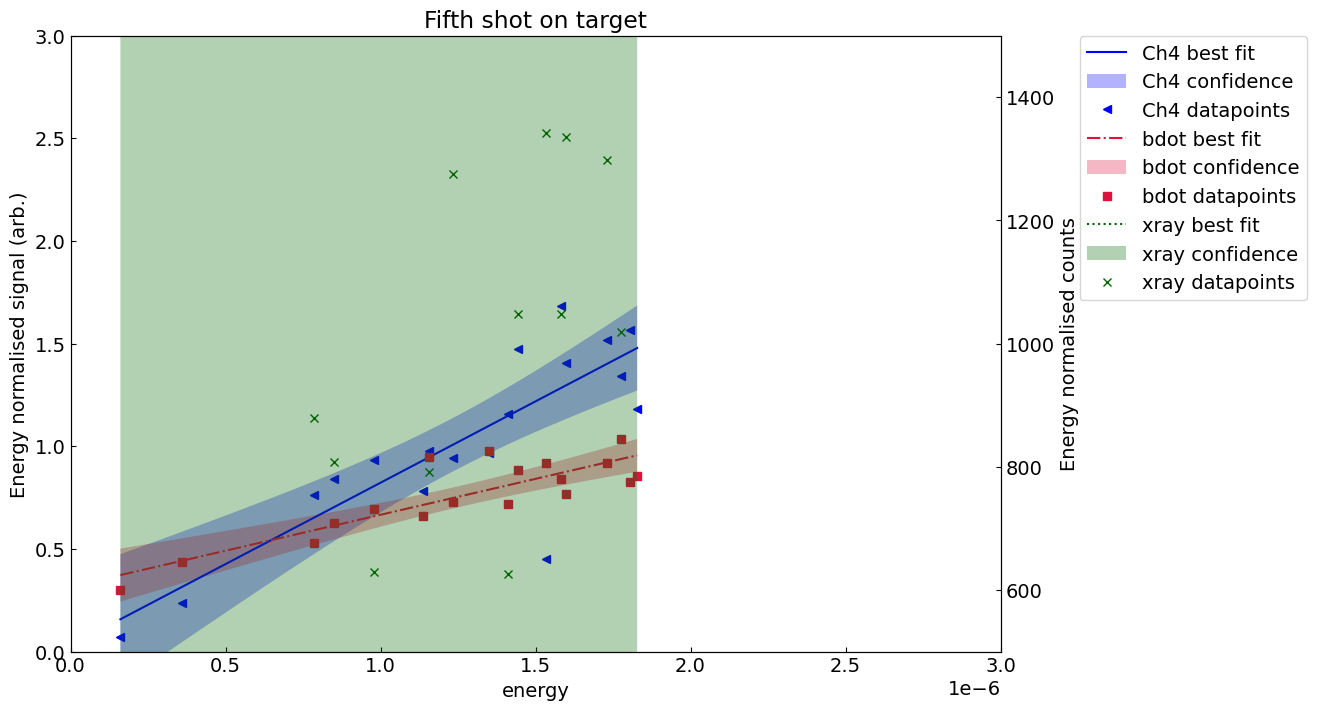 Fifth shot on target
3.0
2.5
2.0
1.5
1.0
0.5
0.0
Energy normalised signal (arb.)
0.0 0.5 1.0 1.5 2.0 2.5 3.0
1e−6
energy
1400
1200
1000
800
600
Energy normalised counts
Ch4 best fit
Ch4 confidence
Ch4 datapoints
bdot best fit
bdot confidence
bdot datapoints
xray best fit
xray confidence
xray datapoints